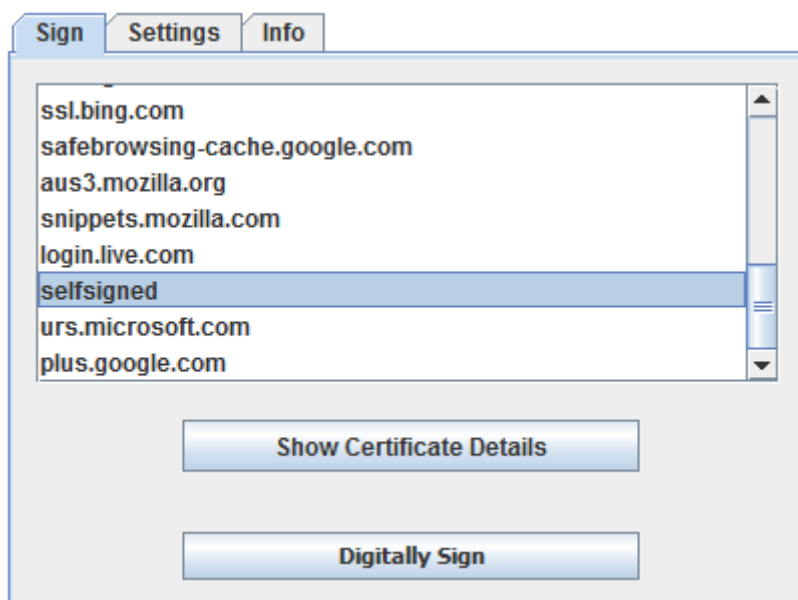 Sign Settings Info
ssl.bing.com
safebrowsing-cache.google.com
aus3.mozilla.org
snippets.mozilla.com
login.live.com
selfsigned
urs.microsoft.com
plus.google.com
Show Certificate Details
Digitally Sign